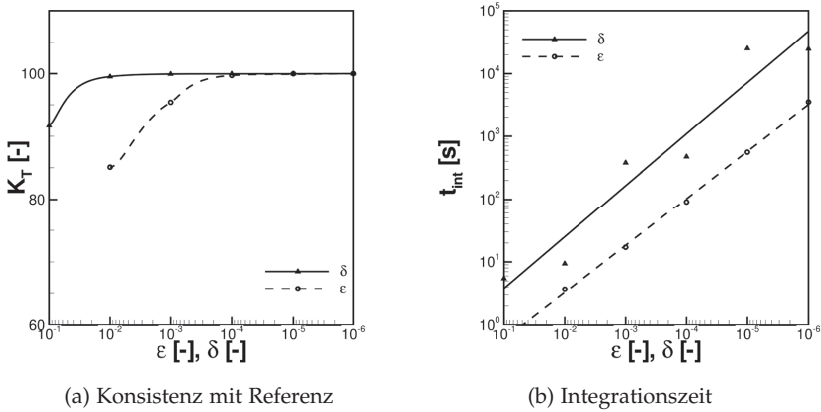 100
80
60
K_T [-]
δ
ε
10^-1 10^-2 10^-3 10^-4 10^-5 10^-6
ε [-], δ [-]
(a) Konsistenz mit Referenz
10^5
10^4
10^3
10^2
10^1
10^0
t_int [s]
δ
ε
10^-1 10^-2 10^-3 10^-4 10^-5 10^-6
ε [-], δ [-]
(b) Integrationszeit